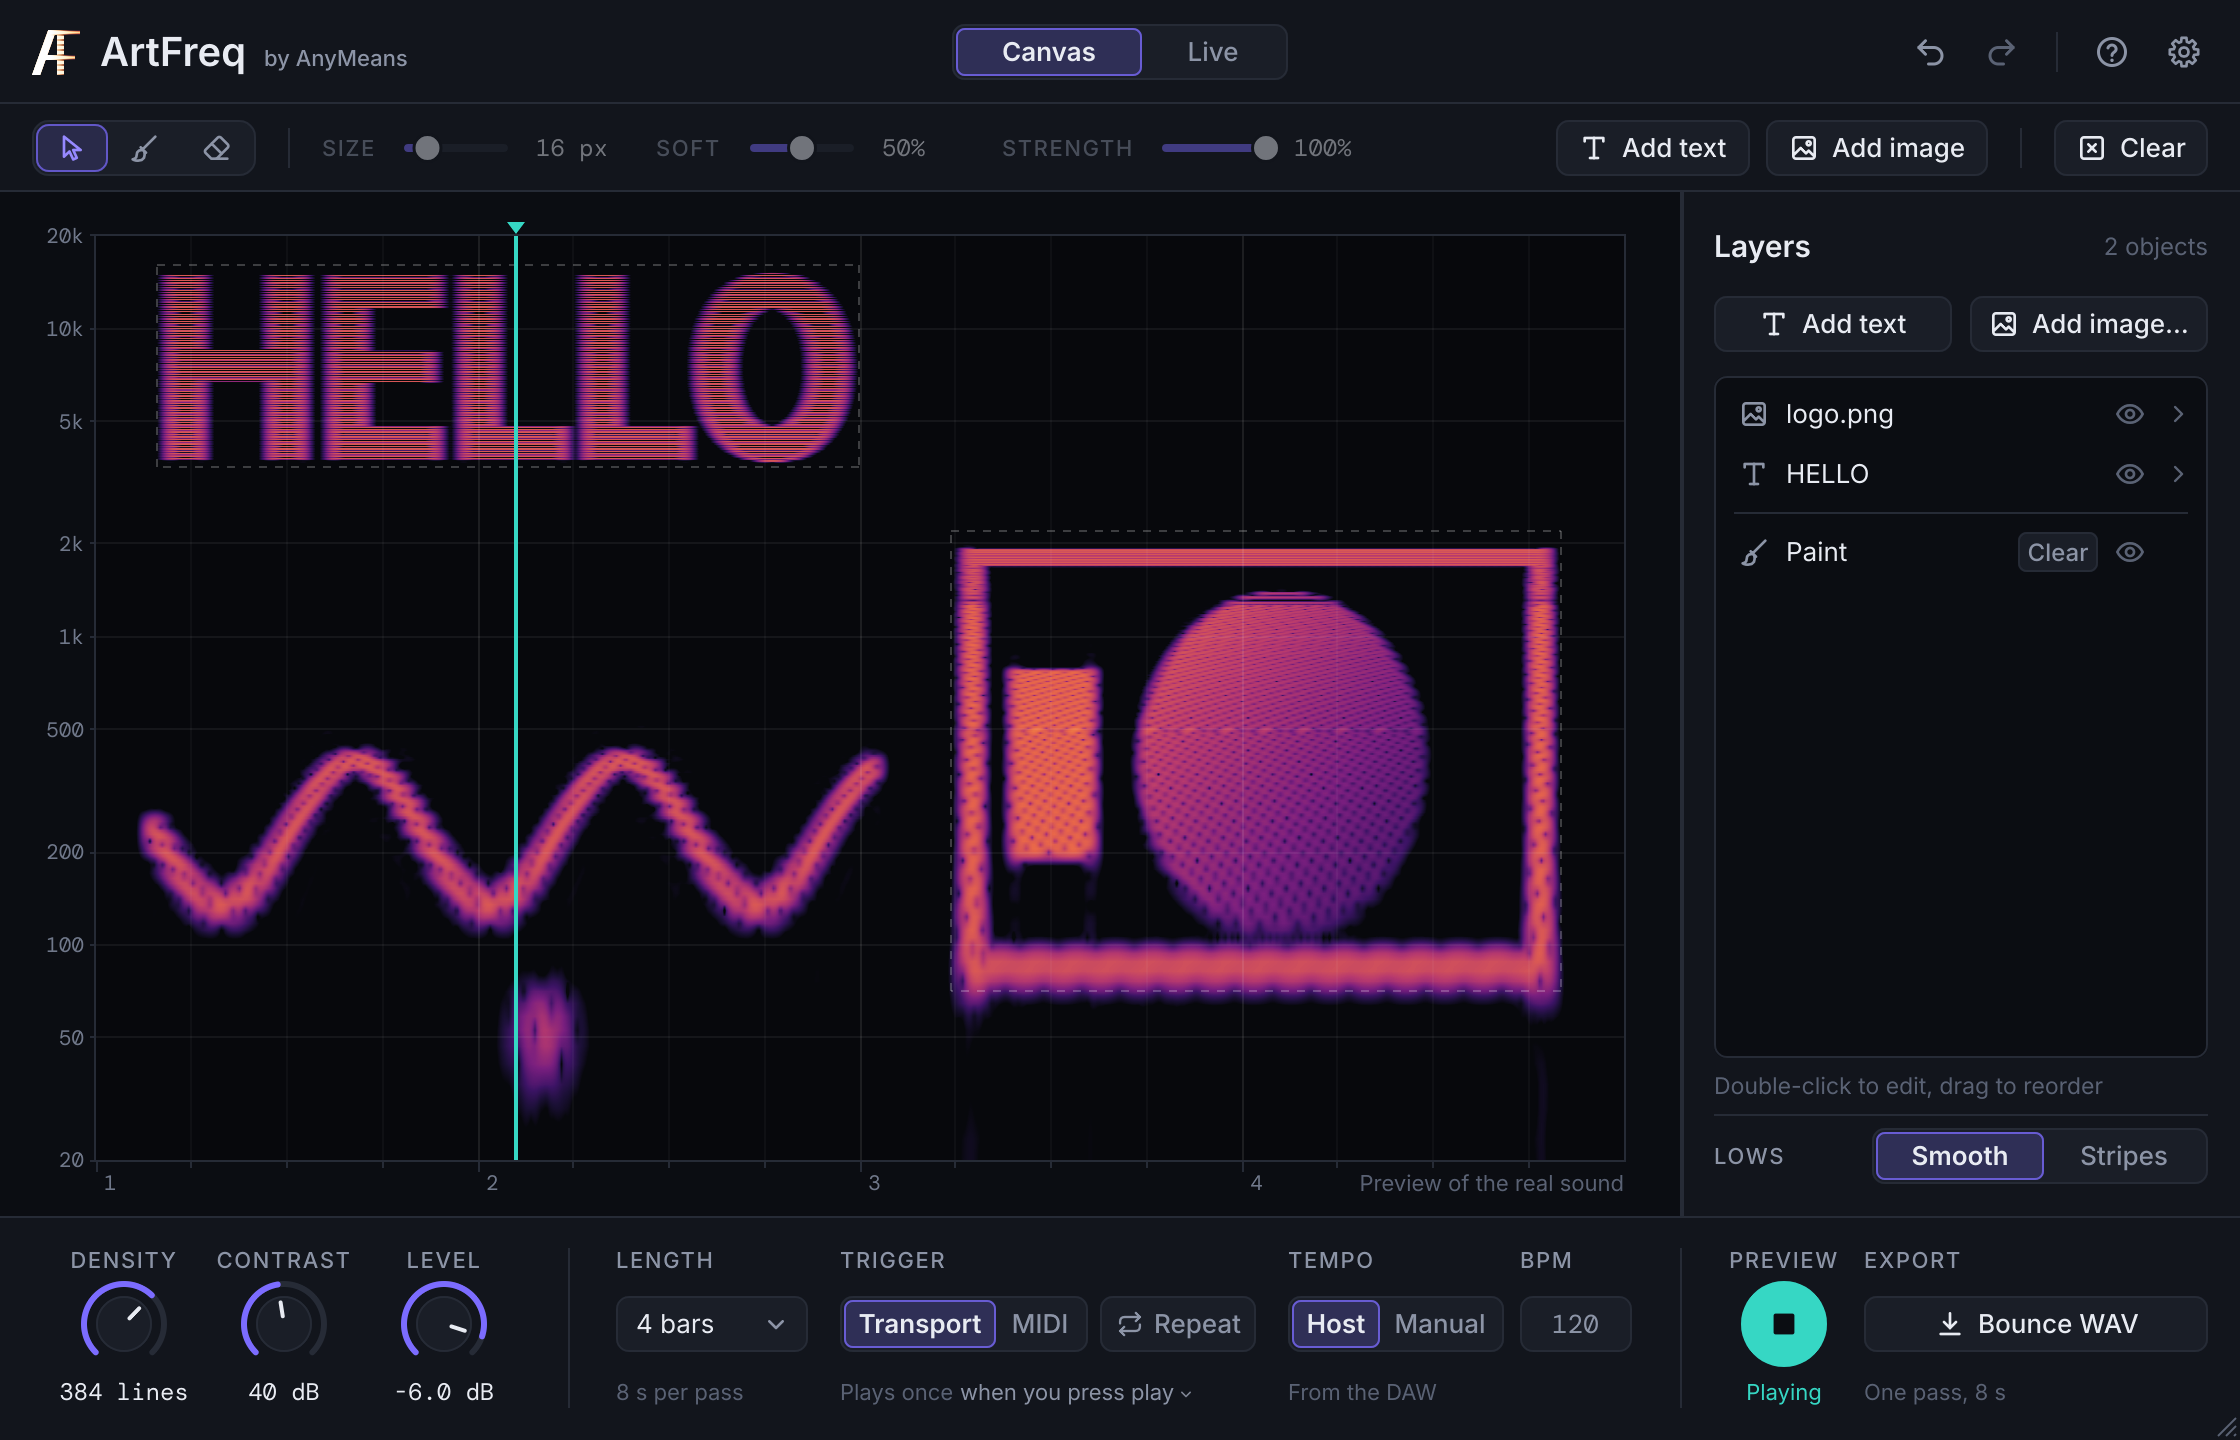 ArtFreq by AnyMeans
Canvas Live
SIZE 16 px SOFT 50% STRENGTH 100%
Add text Add image Clear
20k
10k
5k
2k
1k
500
200
100
50
20
HELLO
1 2 3 4
Preview of the real sound
Layers 2 objects
Add text Add image...
logo.png
HELLO
Paint Clear
Double-click to edit, drag to reorder
LOWS Smooth Stripes
DENSITY CONTRAST LEVEL
384 lines 40 dB -6.0 dB
LENGTH
4 bars
8 s per pass
TRIGGER
Transport MIDI Repeat
Plays once when you press play
TEMPO BPM
Host Manual 120
From the DAW
PREVIEW
Playing
EXPORT
Bounce WAV
One pass, 8 s